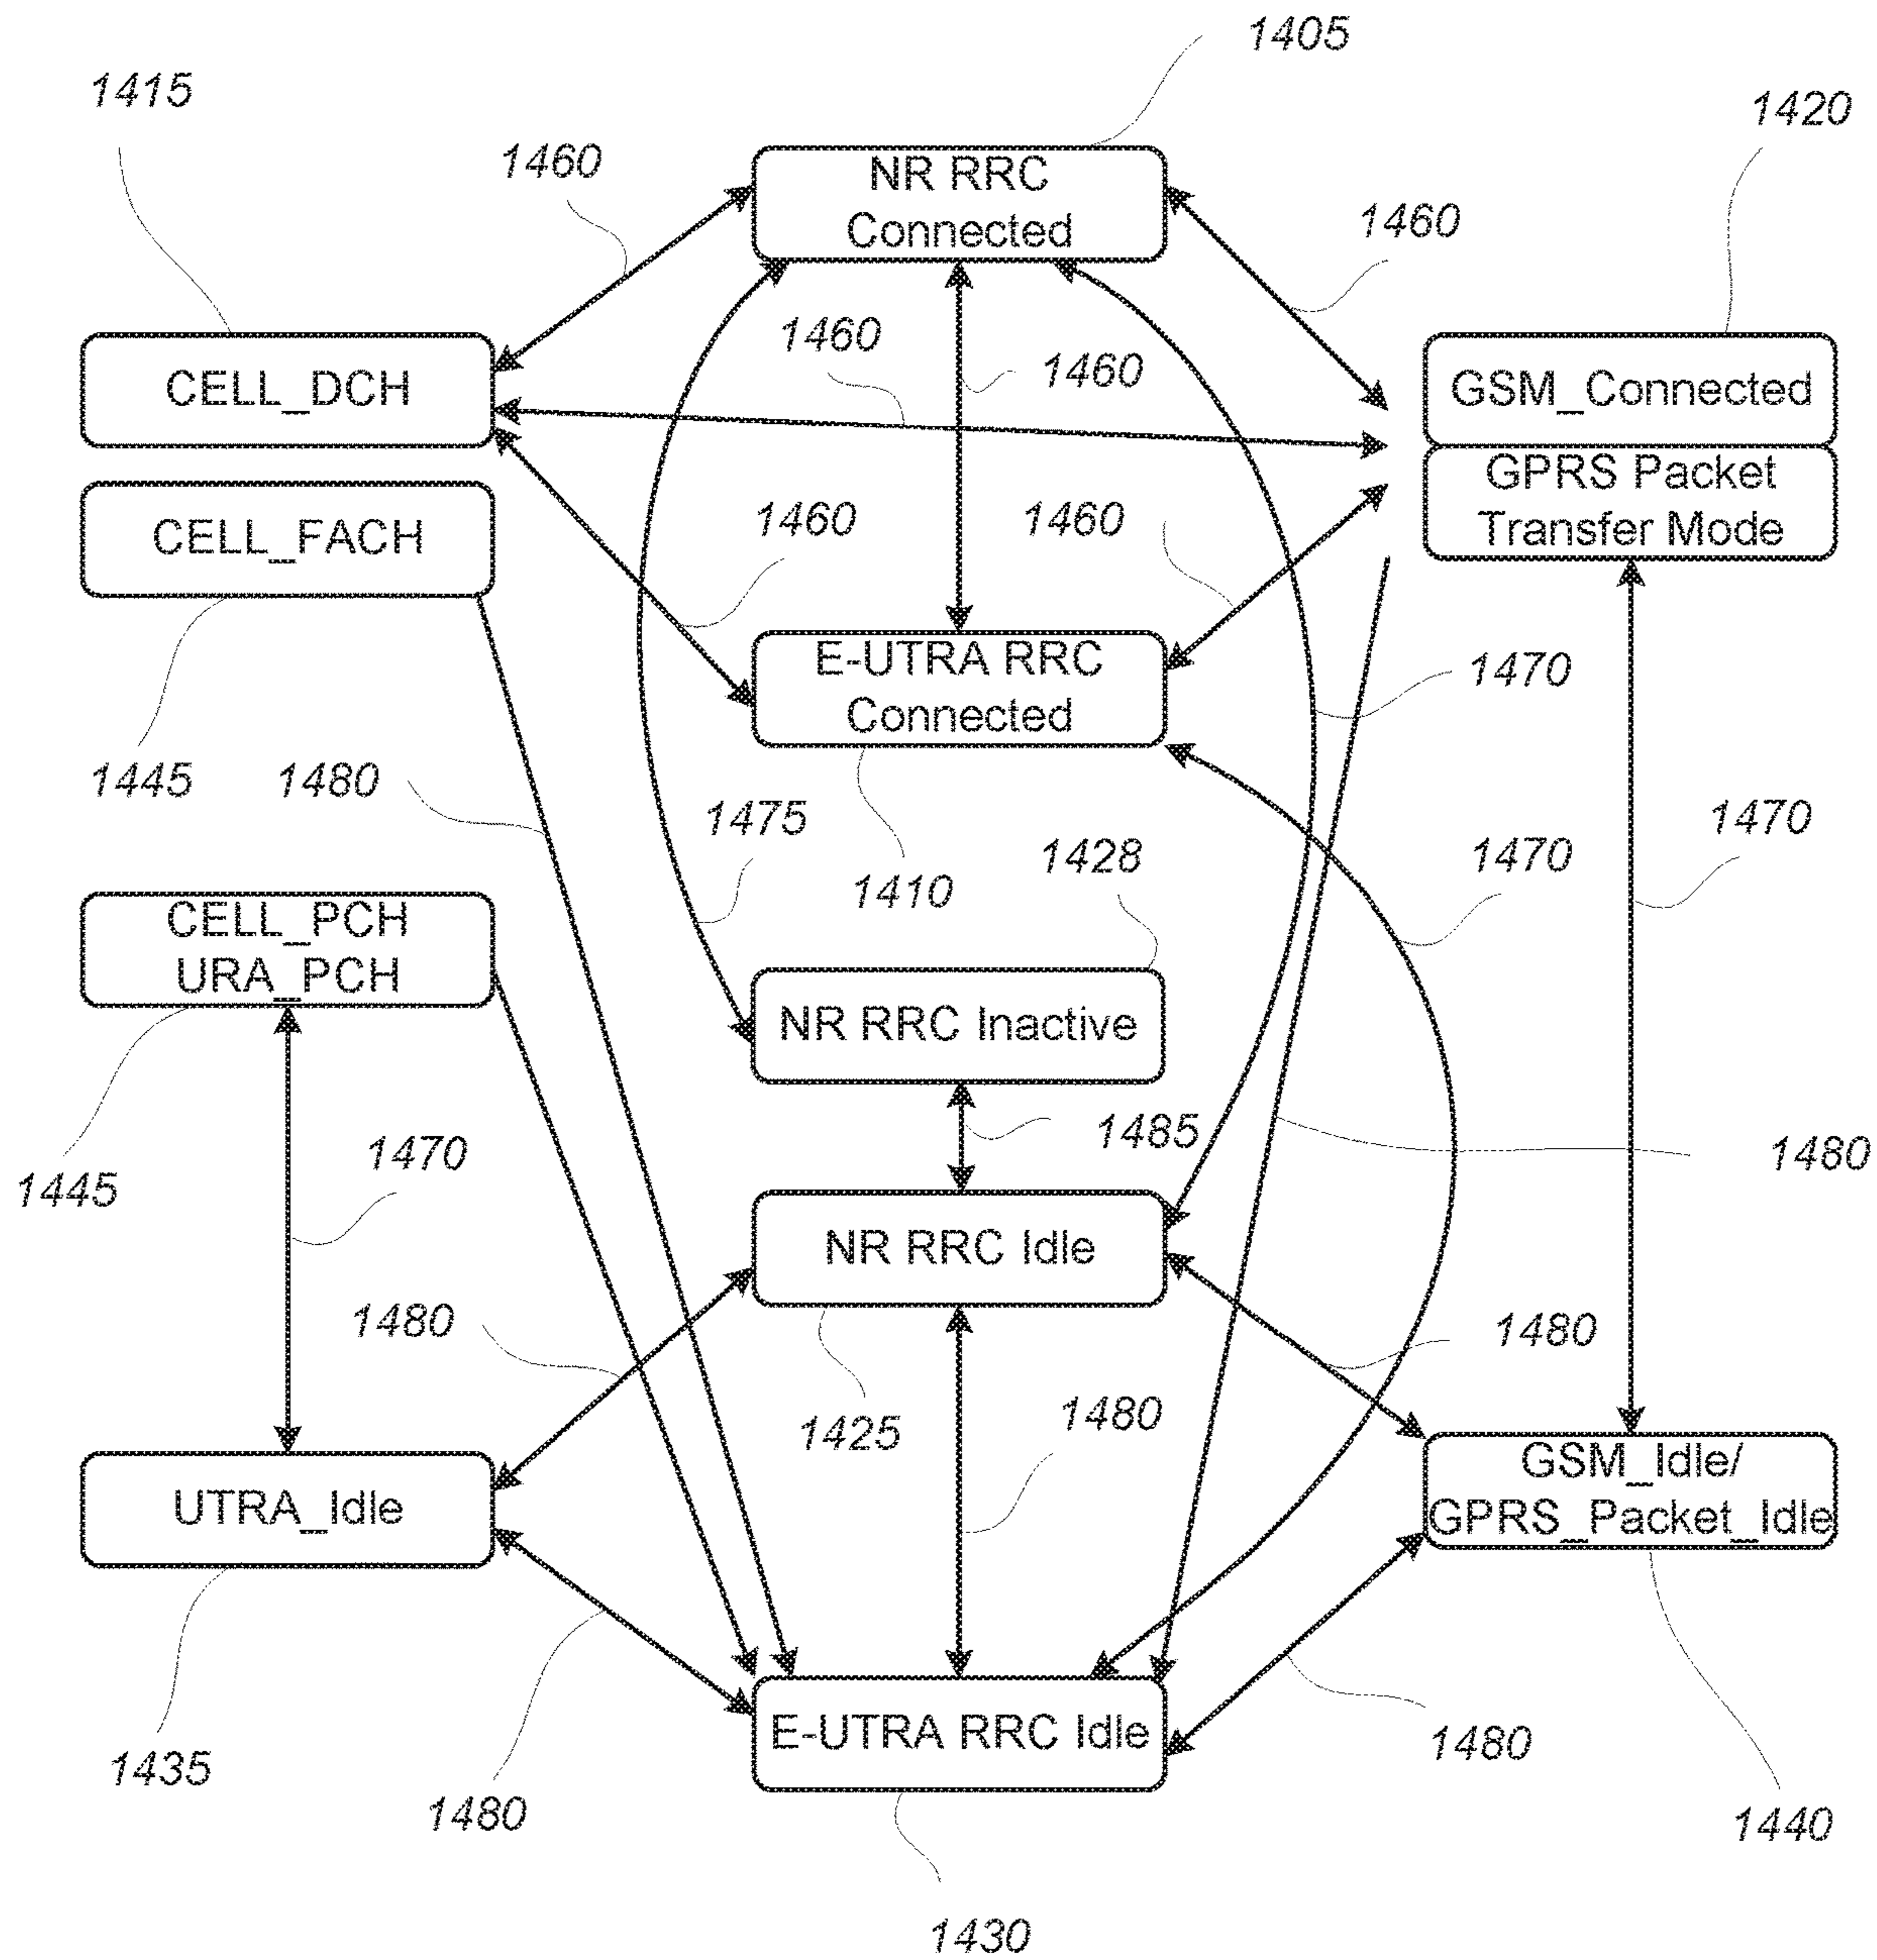 1405
1415
1420
1460
NR RRC
Connected
1460
1460
1460
CELL_DCH
GSM_Connected
GPRS Packet
Transfer Mode
CELL_FACH
1460
1460
E-UTRA RRC
Connected
1470
1445
1480
1475
1470
1470
1428
1410
CELL_PCH
URA_PCH
NR RRC Inactive
1485
1480
1470
1445
NR RRC Idle
1480
1480
1480
1425
GSM_Idle/
GPRS_Packet_Idle
UTRA_Idle
E-UTRA RRC Idle
1480
1435
1480
1440
1430